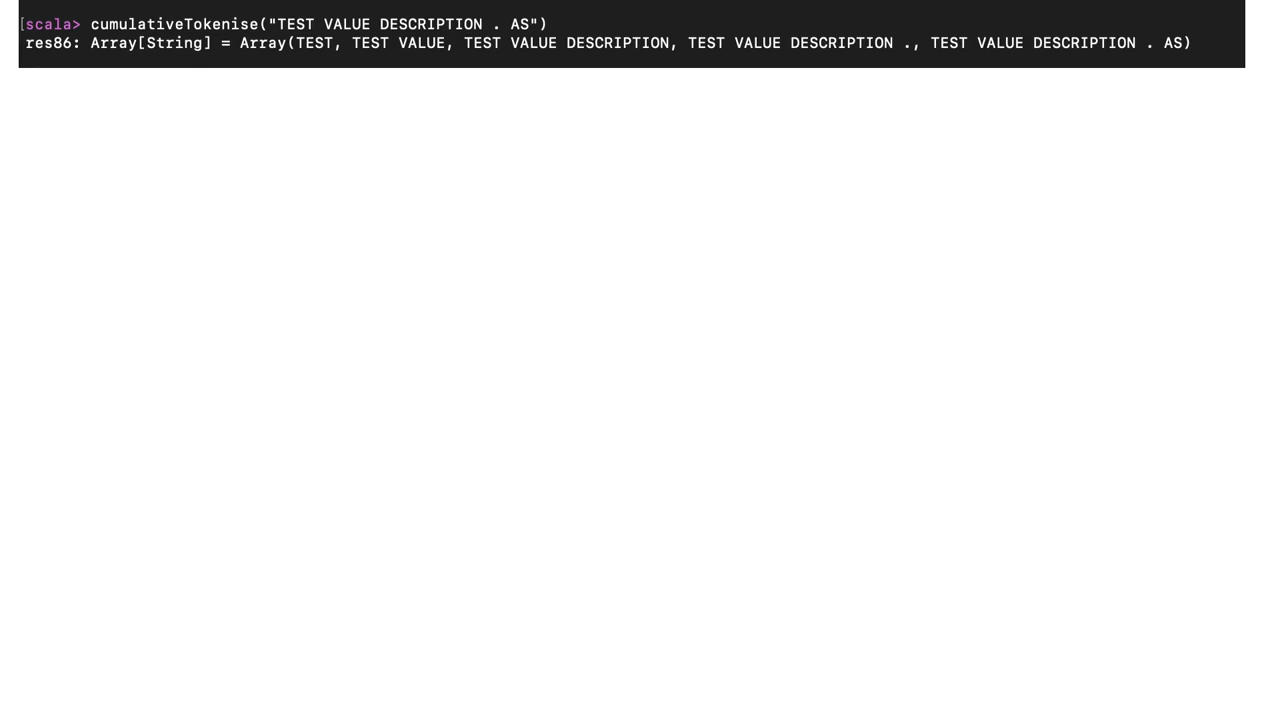 [scala> cumulativeTokenise("TEST VALUE DESCRIPTION . AS")
res86: Array[String] = Array(TEST, TEST VALUE, TEST VALUE DESCRIPTION, TEST VALUE DESCRIPTION ., TEST VALUE DESCRIPTION . AS)